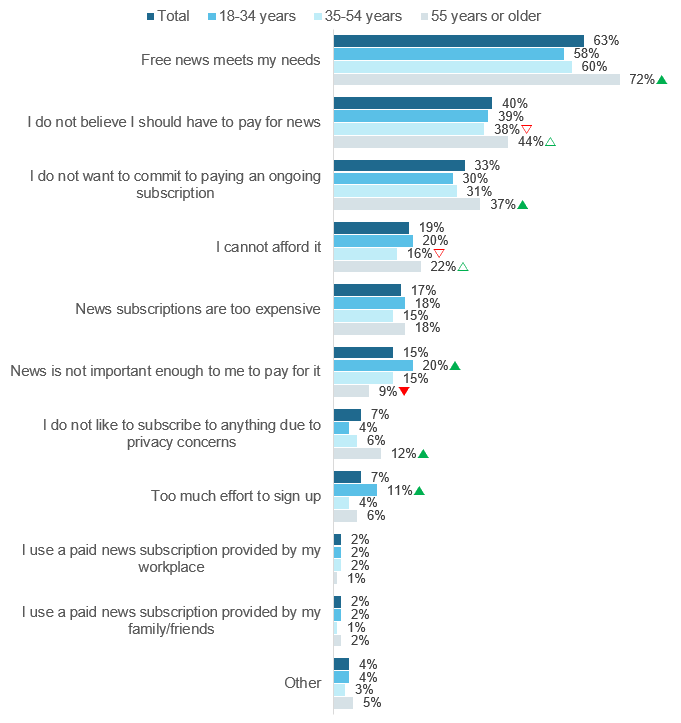 Total 18-34 years 35-54 years 55 years or older
Free news meets my needs
63%
58%
60%
72%
I do not believe I should have to pay for news
40%
39%
38%
44%
I do not want to commit to paying an ongoing
subscription
33%
30%
31%
37%
I cannot afford it
19%
20%
16%
22%
News subscriptions are too expensive
17%
18%
15%
18%
News is not important enough to me to pay for it
15%
20%
15%
9%
I do not like to subscribe to anything due to
privacy concerns
7%
4%
6%
12%
Too much effort to sign up
7%
11%
4%
6%
I use a paid news subscription provided by my
workplace
2%
2%
2%
1%
I use a paid news subscription provided by my
family/friends
2%
2%
1%
2%
Other
4%
4%
3%
5%